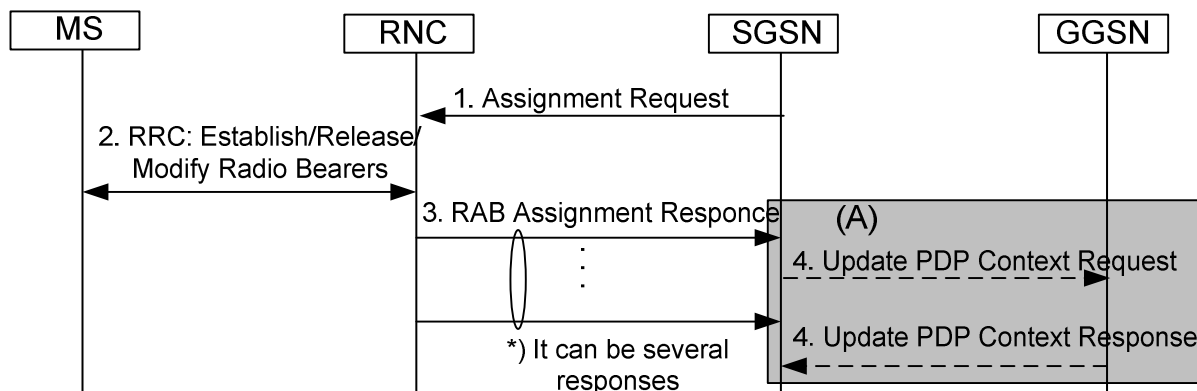 MS
RNC
SGSN
GGSN
1. Assignment Request
2. RRC: Establish/Release/
Modify Radio Bearers
3. RAB Assignment Responce
(A)
4. Update PDP Context Request
4. Update PDP Context Response
*) It can be several
responses